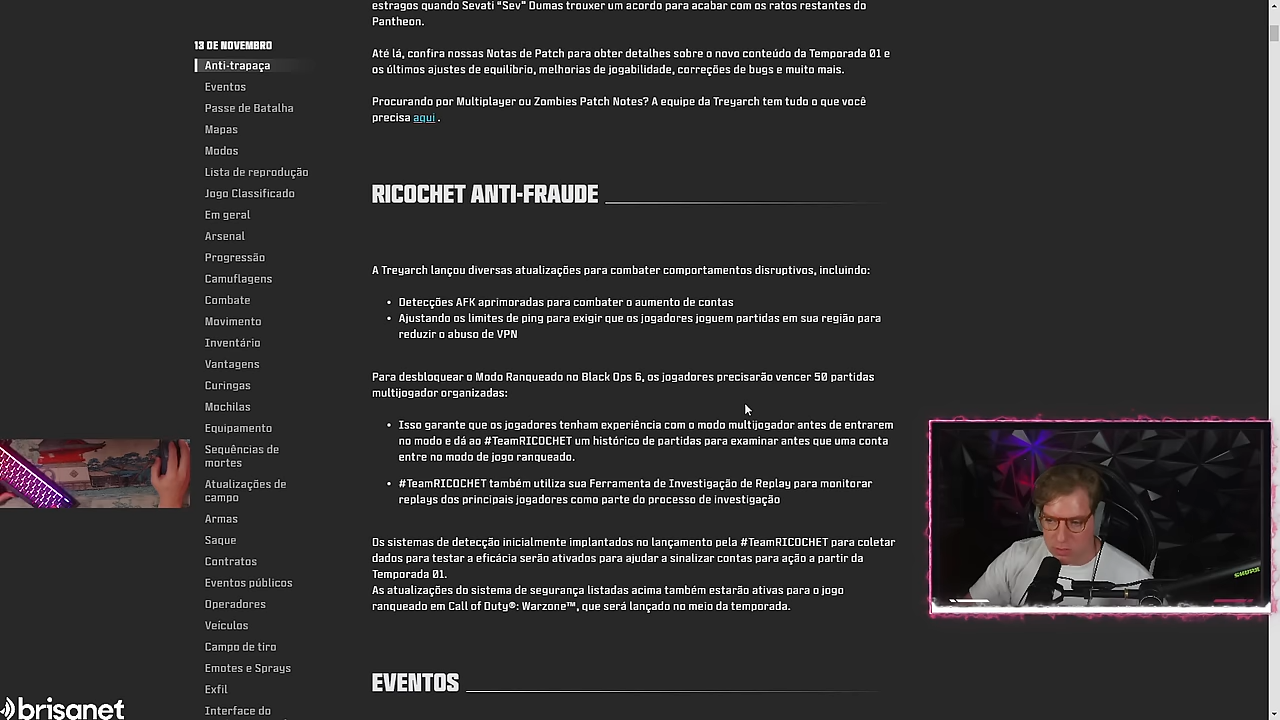 estragos quando Sevati “Sev” Dumas trouxer um acordo para acabar com os ratos restantes do
Pantheon.
Até lá, confira nossas Notas de Patch para obter detalhes sobre o novo conteúdo da Temporada 01 e
os últimos ajustes de equilíbrio, melhorias de jogabilidade, correções de bugs e muito mais.
Procurando por Multiplayer ou Zombies Patch Notes? A equipe da Treyarch tem tudo o que você
precisa aqui .
13 DE NOVEMBRO
Anti-trapaça
Eventos
Passe de Batalha
Mapas
Modos
Lista de reprodução
Jogo Classificado
Em geral
Arsenal
Progressão
Camuflagens
Combate
Movimento
Inventário
Vantagens
Curingas
Mochilas
Equipamento
Sequências de
mortes
Atualizações de
campo
Armas
Saque
Contratos
Eventos públicos
Operadores
Veículos
Campo de tiro
Emotes e Sprays
Exfil
Interface do
RICOCHET ANTI-FRAUDE
A Treyarch lançou diversas atualizações para combater comportamentos disruptivos, incluindo:
• Detecções AFK aprimoradas para combater o aumento de contas
• Ajustando os limites de ping para exigir que os jogadores joguem partidas em sua região para
reduzir o abuso de VPN
Para desbloquear o Modo Ranqueado no Black Ops 6, os jogadores precisarão vencer 50 partidas
multijogador organizadas:
• Isso garante que os jogadores tenham experiência com o modo multijogador antes de entrarem
no modo e dá ao #TeamRICOCHET um histórico de partidas para examinar antes que uma conta
entre no modo de jogo ranqueado.
• #TeamRICOCHET também utiliza sua Ferramenta de Investigação de Replay para monitorar
replays dos principais jogadores como parte do processo de investigação
Os sistemas de detecção inicialmente implantados no lançamento pela #TeamRICOCHET para coletar
dados para testar a eficácia serão ativados para ajudar a sinalizar contas para ação a partir da
Temporada 01.
As atualizações do sistema de segurança listadas acima também estarão ativas para o jogo
ranqueado em Call of Duty®: Warzone™, que será lançado no meio da temporada.
EVENTOS
SHURE
brisanet